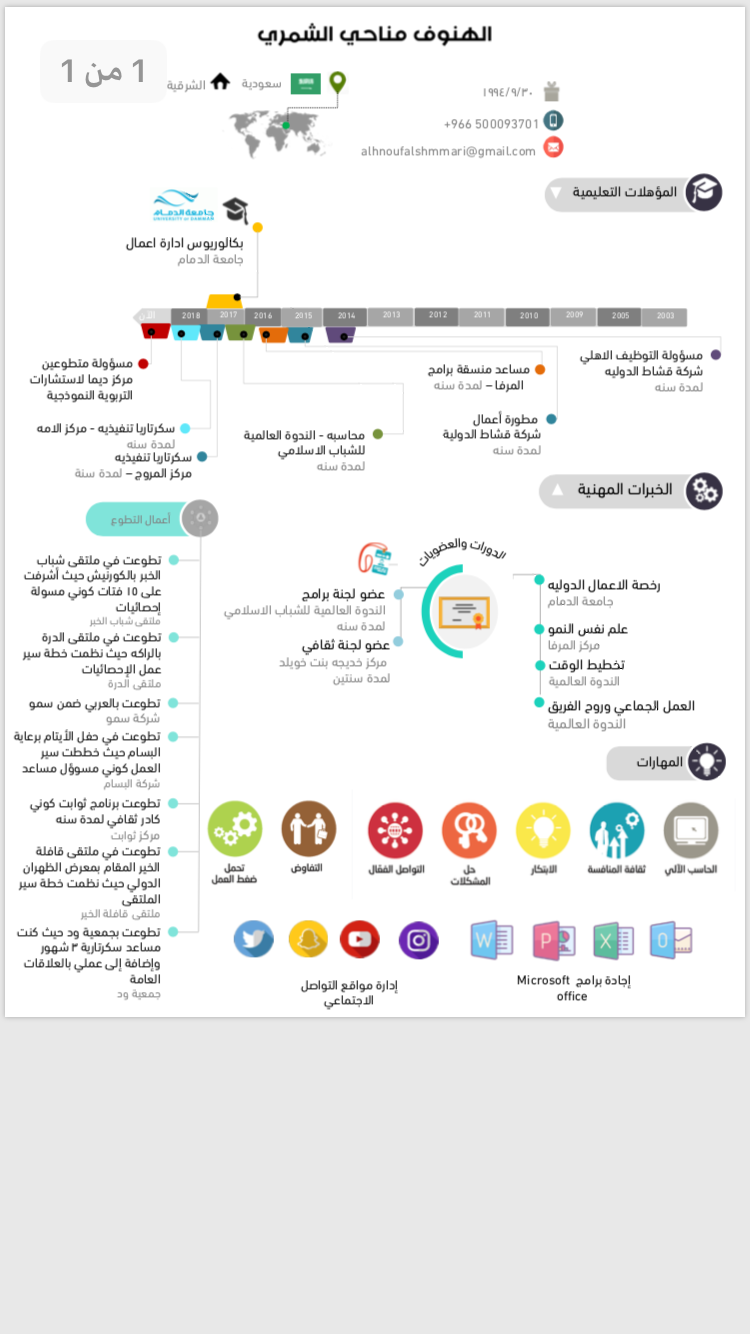 الهنوف مناحي الشمري
1 من 1
سعودية
الشرقية
١٩٩٤/٩/٣٠
+966 500093701
alhnoufalshmmari@gmail.com
المؤهلات التعليمية
جامعة الدمام
UNIVERSITY OF DAMMAM
بكالوريوس ادارة اعمال
جامعة الدمام
الآن
2018
2017
2016
2015
2014
2013
2012
2011
2010
2009
2005
2003
مسؤولة التوظيف الاهلي
شركة قشاط الدوليه
لمدة سنه
مساعد منسقة برامج
المرفا – لمدة سنه
مطورة أعمال
شركة قشاط الدولية
لمدة سنه
محاسبه - الندوة العالمية
للشباب الاسلامي
لمدة سنه
مسؤولة متطوعين
مركز ديما لاستشارات
التربوية النموذجية
سكرتاريا تنفيذيه - مركز الامه
لمدة سنه
سكرتاريا تنفيذيه
مركز المروج – لمدة سنة
الخبرات المهنية
أعمال التطوع
تطوعت في ملتقى شباب
الخبر بالكورنيش حيث أشرفت
على ١٥ فتات كوني مسولة
إحصائيات
ملتقى شباب الخبر
تطوعت في ملتقى الدرة
بالراكه حيث نظمت خطة سير
عمل الإحصائيات
ملتقى الدرة
تطوعت بالعربي ضمن سمو
شركة سمو
تطوعت في حفل الأيتام برعاية
البسام حيث خططت سير
العمل كوني مسوؤل مساعد
شركة البسام
تطوعت برنامج ثوابت كوني
كادر ثقافي لمدة سنه
مركز ثوابت
تطوعت في ملتقى قافلة
الخير المقام بمعرض الظهران
الدولي حيث نظمت خطة سير
الملتقى
ملتقى قافلة الخير
تطوعت بجمعية ود حيث كنت
مساعد سكرتارية ٣ شهور
وإضافة إلى عملي بالعلاقات
العامة
جمعية ود
الدورات والعضويات
رخصة الاعمال الدوليه
جامعة الدمام
علم نفس النمو
مركز المرفا
تخطيط الوقت
الندوة العالمية
العمل الجماعي وروح الفريق
الندوة العالمية
عضو لجنة برامج
الندوة العالمية للشباب الاسلامي
لمدة سنه
عضو لجنة ثقافي
مركز خديجه بنت خويلد
لمدة سنتين
المهارات
الحاسب الآلي
ثقافة المنافسة
الابتكار
حل
المشكلات
التواصل الفعّال
التفاوض
تحمل
ضغط العمل
إجادة برامج Microsoft
office
إدارة مواقع التواصل
الاجتماعي